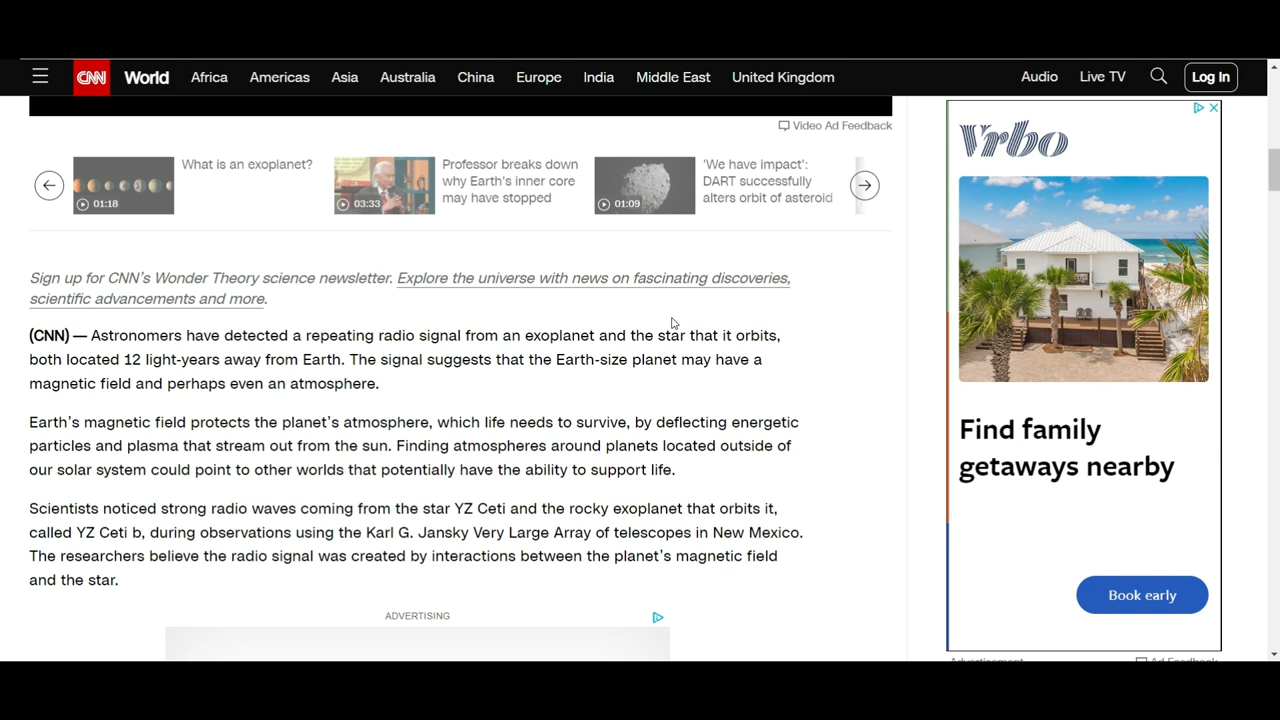 CNN World Africa Americas Asia Australia China Europe India Middle East United Kingdom Audio Live TV Log In
Video Ad Feedback
What is an exoplanet?
01:18
Professor breaks down
why Earth's inner core
may have stopped
03:33
'We have impact':
DART successfully
alters orbit of asteroid
01:09
Sign up for CNN's Wonder Theory science newsletter. Explore the universe with news on fascinating discoveries,
scientific advancements and more.
(CNN) — Astronomers have detected a repeating radio signal from an exoplanet and the star that it orbits,
both located 12 light-years away from Earth. The signal suggests that the Earth-size planet may have a
magnetic field and perhaps even an atmosphere.
Earth's magnetic field protects the planet's atmosphere, which life needs to survive, by deflecting energetic
particles and plasma that stream out from the sun. Finding atmospheres around planets located outside of
our solar system could point to other worlds that potentially have the ability to support life.
Scientists noticed strong radio waves coming from the star YZ Ceti and the rocky exoplanet that orbits it,
called YZ Ceti b, during observations using the Karl G. Jansky Very Large Array of telescopes in New Mexico.
The researchers believe the radio signal was created by interactions between the planet's magnetic field
and the star.
ADVERTISING
Vrbo
Find family
getaways nearby
Book early
Advertisement
Ad Feedback